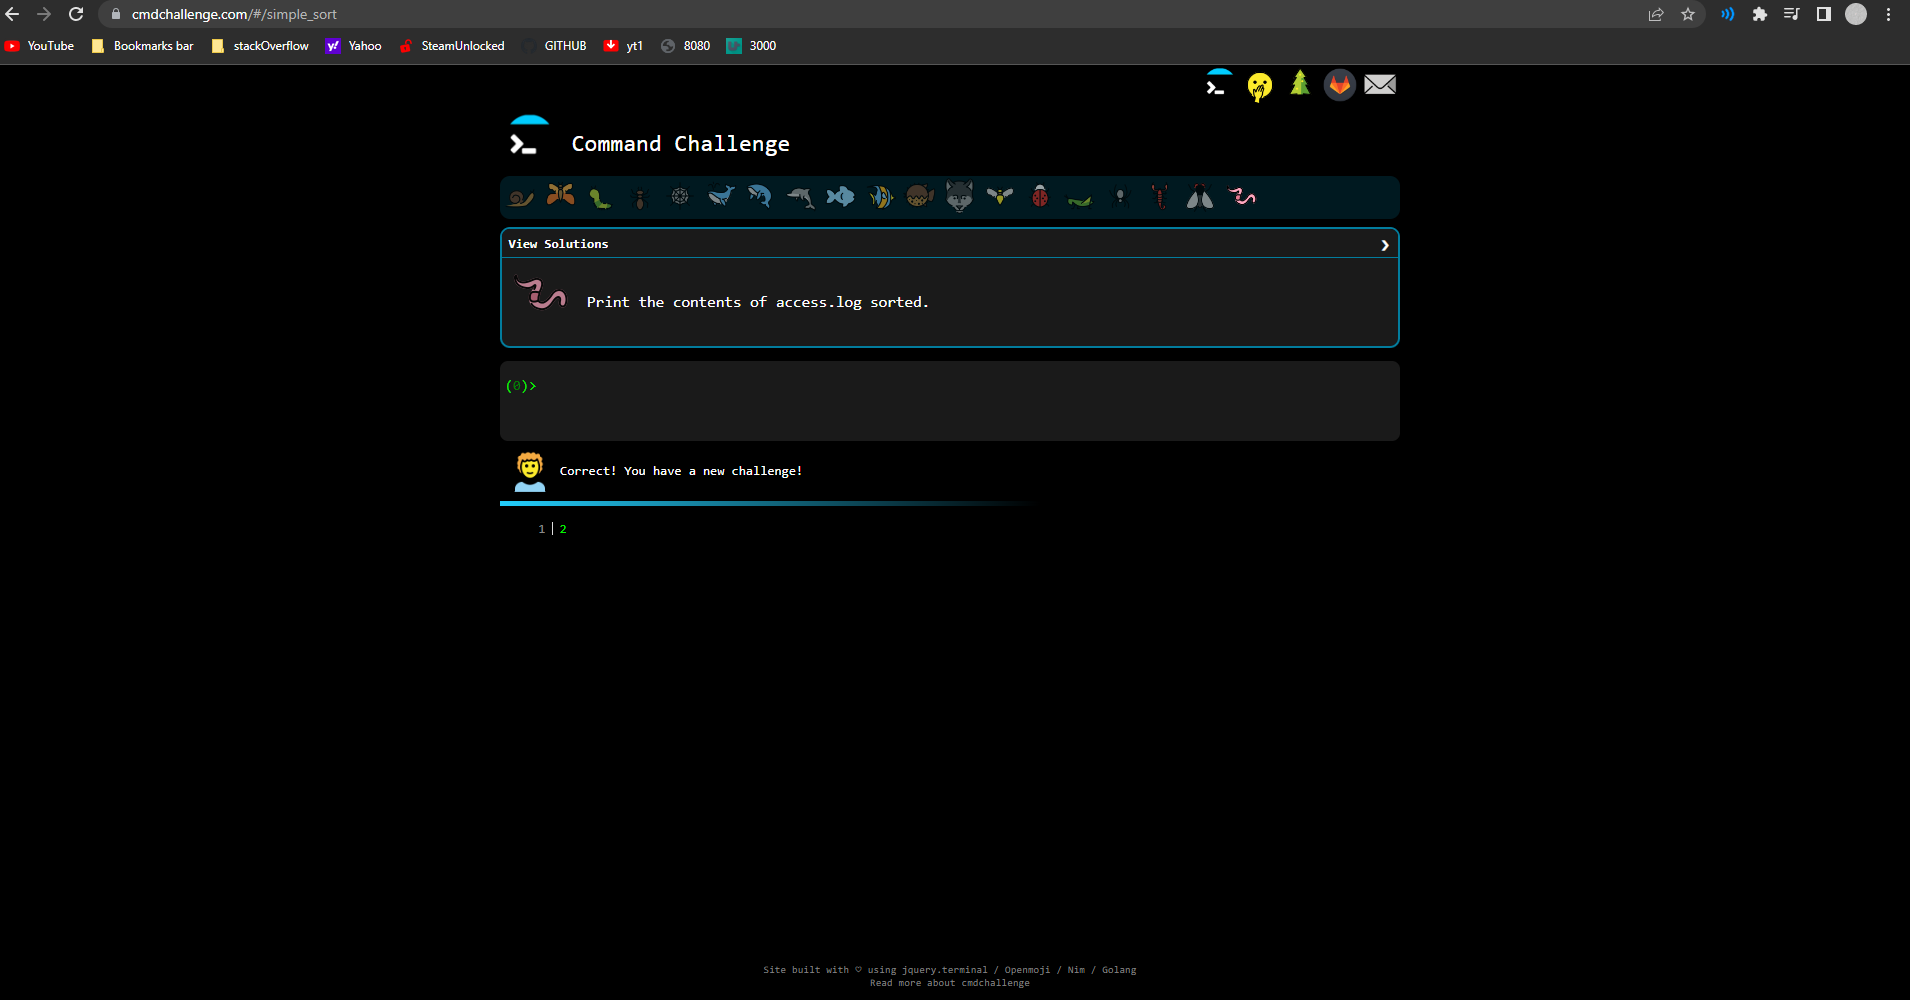 cmdchallenge.com/#/simple_sort
YouTube Bookmarks bar stackOverflow y! Yahoo SteamUnlocked GITHUB yt1 8080 3000
Command Challenge
View Solutions
Print the contents of access.log sorted.
(0)>
Correct! You have a new challenge!
1 2
Site built with ♡ using jquery.terminal / Openmoji / Nim / Golang
Read more about cmdchallenge